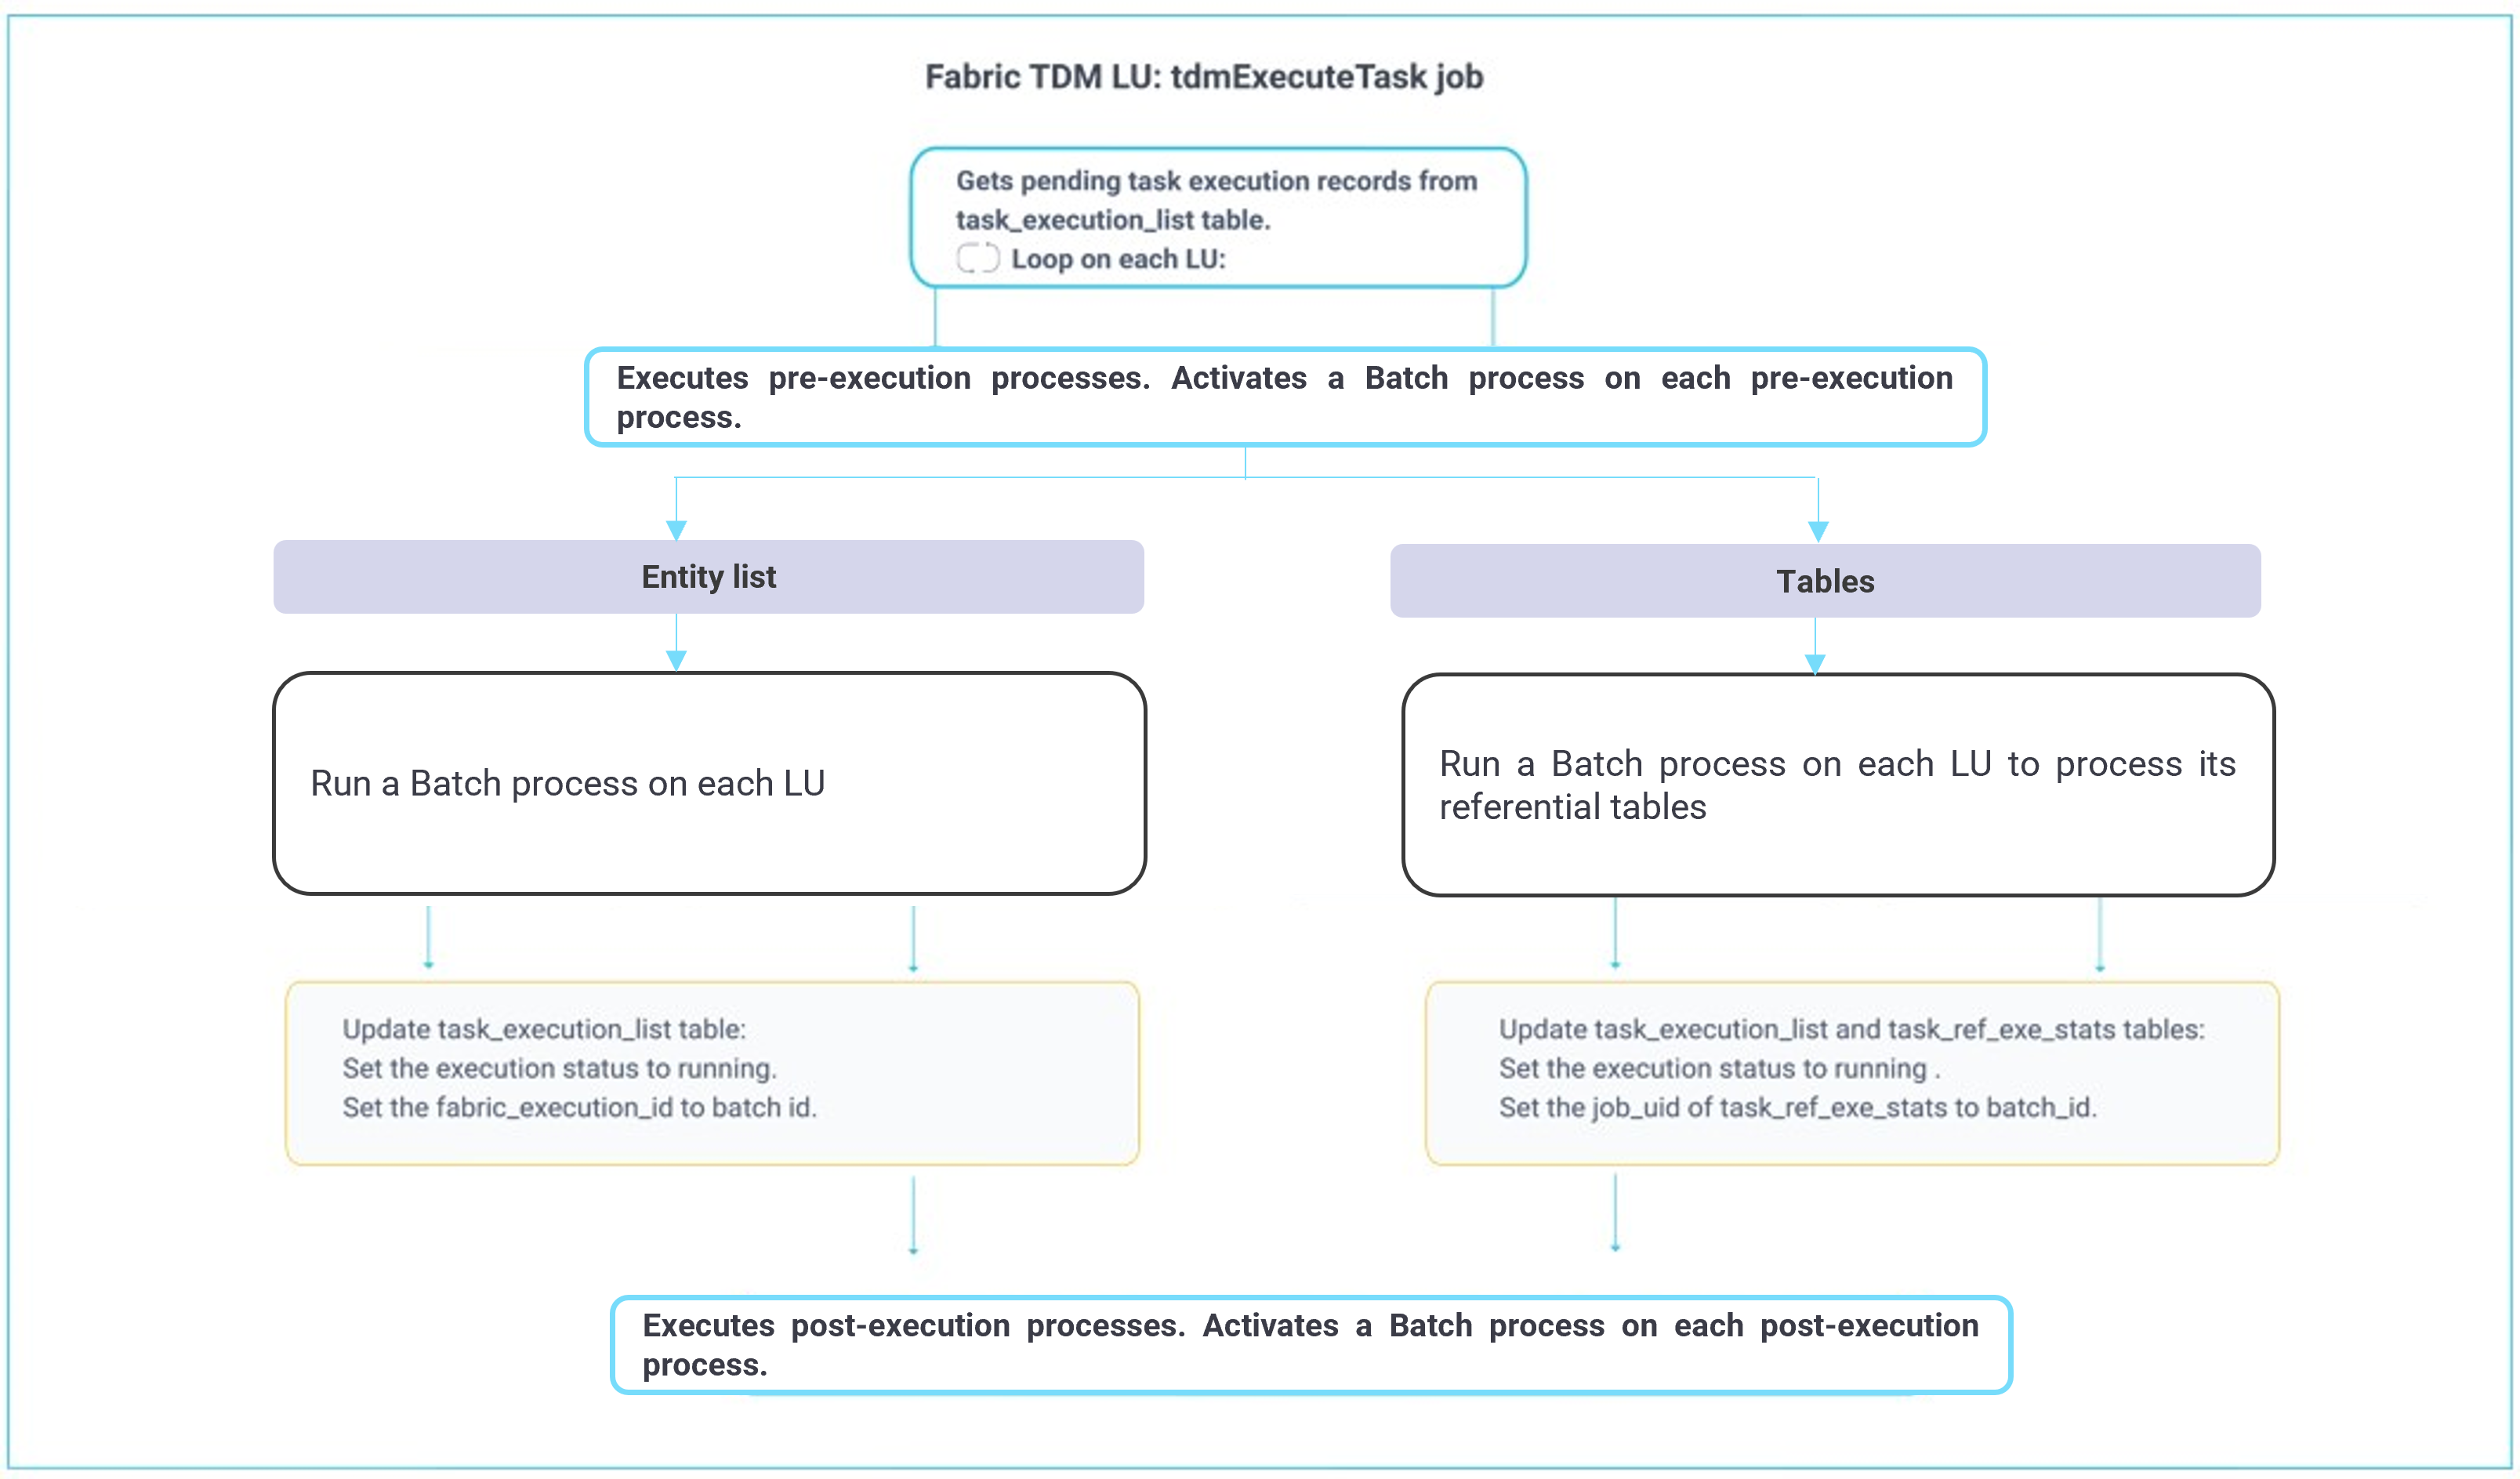 Fabric TDM LU: tdmExecuteTask job
Gets pending task execution records from
task_execution_list table.
Loop on each LU:
Executes pre-execution processes. Activates a Batch process on each pre-execution
process.
Entity list
Tables
Run a Batch process on each LU
Run a Batch process on each LU to process its
referential tables
Update task_execution_list table:
Set the execution status to running.
Set the fabric_execution_id to batch id.
Update task_execution_list and task_ref_exe_stats tables:
Set the execution status to running .
Set the job_uid of task_ref_exe_stats to batch_id.
Executes post-execution processes. Activates a Batch process on each post-execution
process.